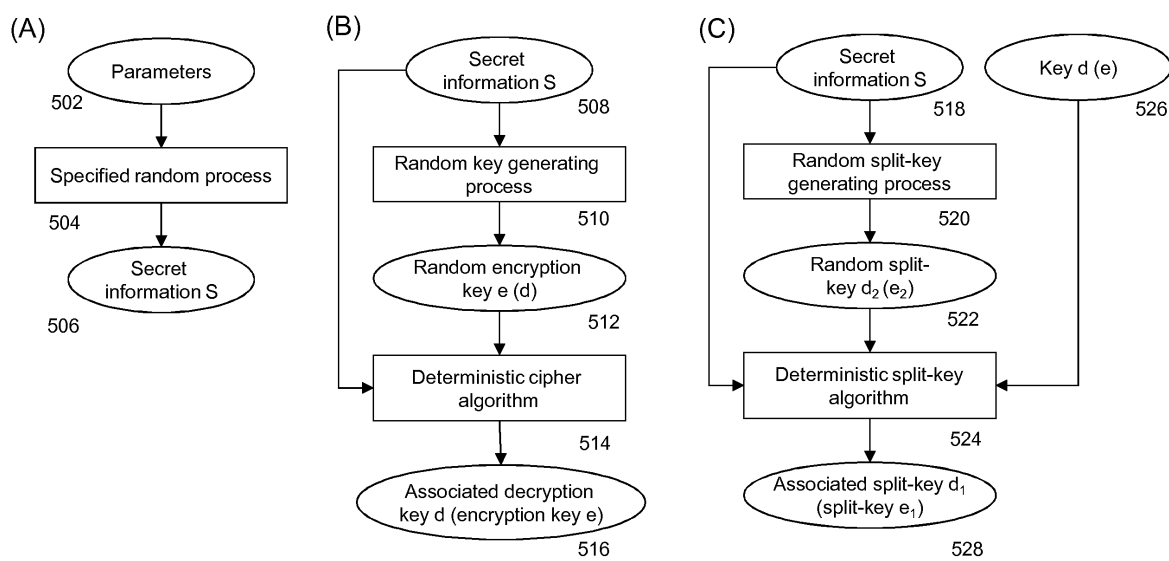 (A)
Parameters
502
Specified random process
504
Secret
information S
506
(B)
Secret
information S
508
Random key generating
process
510
Random encryption
key e (d)
512
Deterministic cipher
algorithm
514
Associated decryption
key d (encryption key e)
516
(C)
Secret
information S
518
Key d (e)
526
Random split-key
generating process
520
Random split-
key d₂ (e₂)
522
Deterministic split-key
algorithm
524
Associated split-key d₁
(split-key e₁)
528